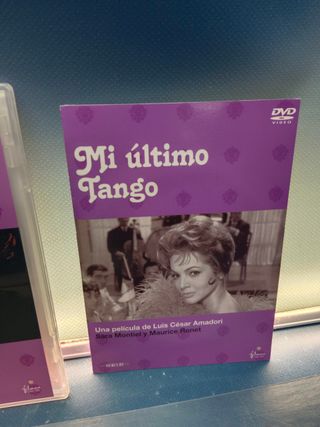 DVD
VIDEO
Mi último
Tango
Una película de Luis César Amadori
Sara Montiel y Maurice Ronet